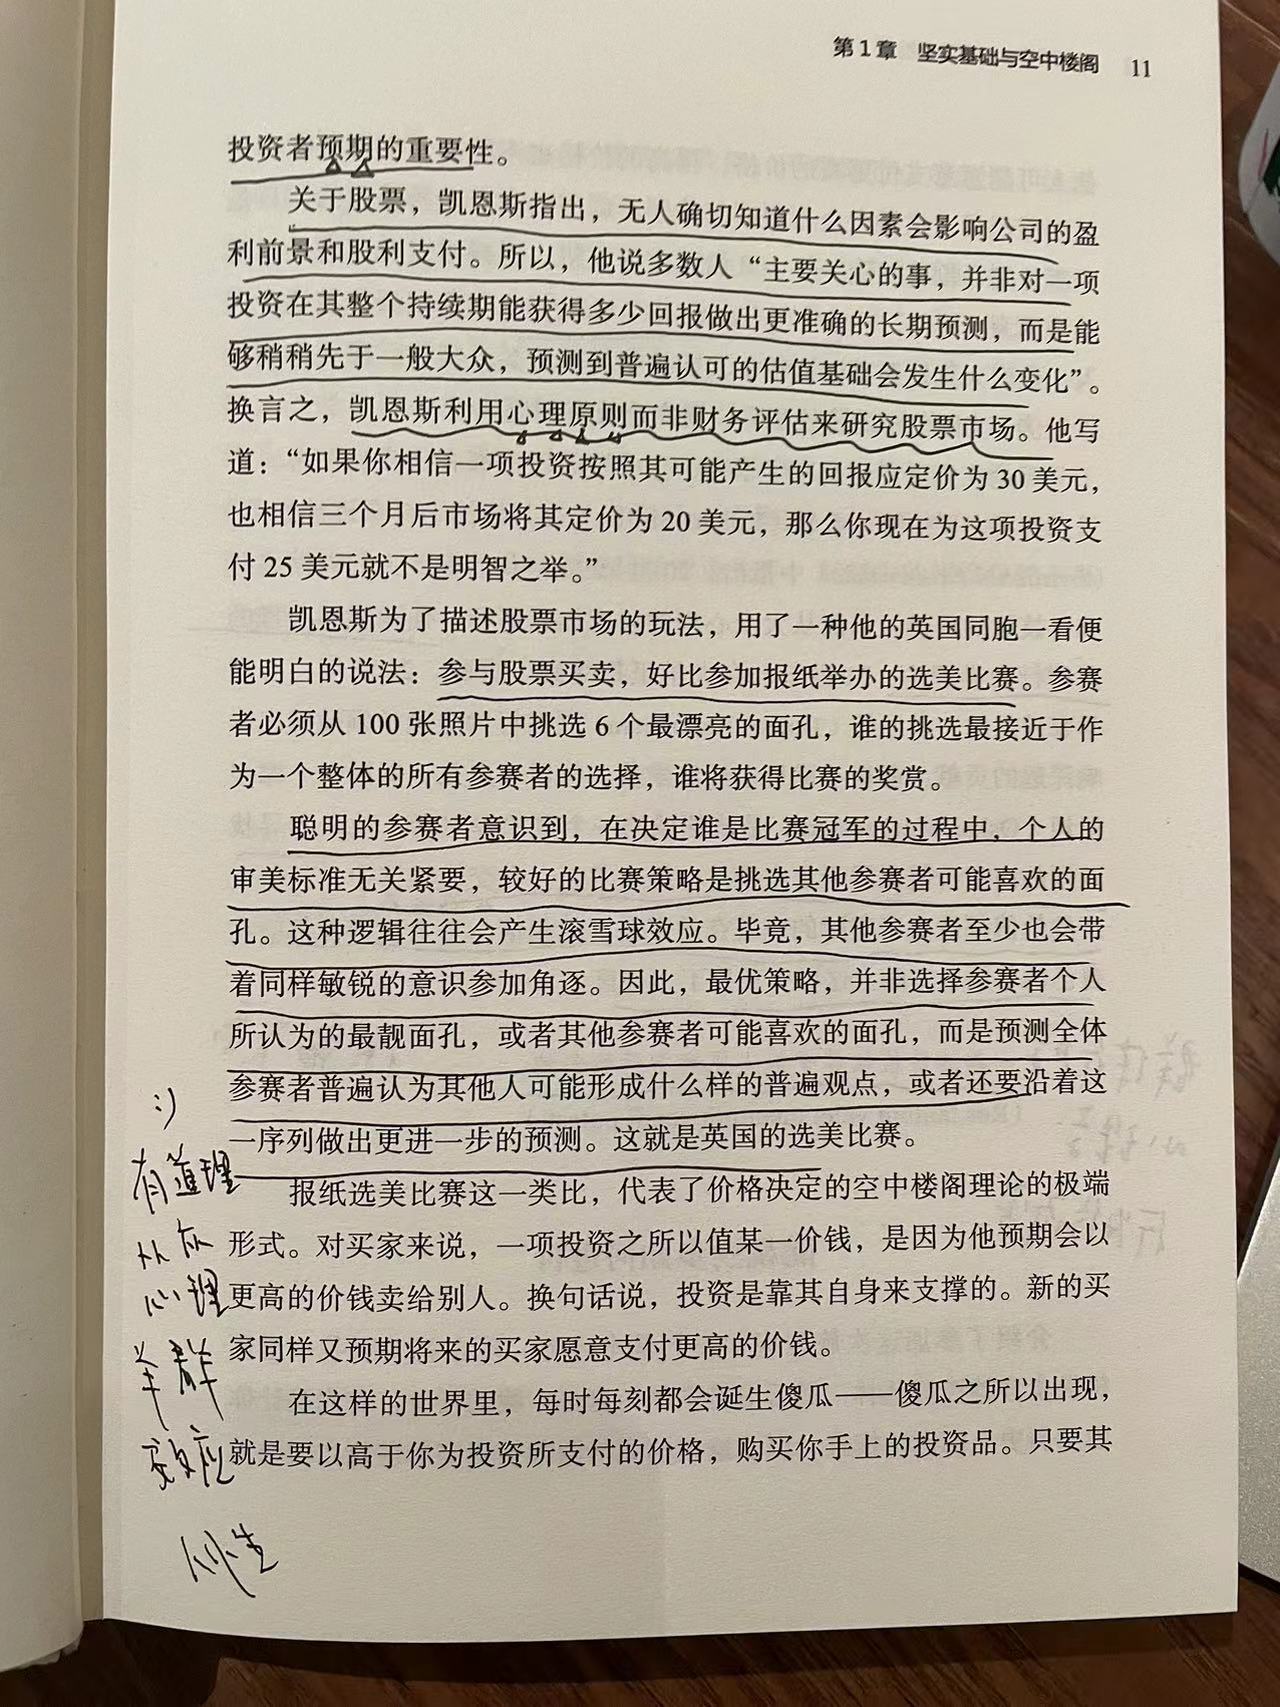 第1章　坚实基础与空中楼阁　11
投资者预期的重要性。
关于股票，凯恩斯指出，无人确切知道什么因素会影响公司的盈
利前景和股利支付。所以，他说多数人“主要关心的事，并非对一项
投资在其整个持续期能获得多少回报做出更准确的长期预测，而是能
够稍稍先于一般大众，预测到普遍认可的估值基础会发生什么变化”。
换言之，凯恩斯利用心理原则而非财务评估来研究股票市场。他写
道：“如果你相信一项投资按照其可能产生的回报应定价为 30 美元，
也相信三个月后市场将其定价为 20 美元，那么你现在为这项投资支
付 25 美元就不是明智之举。”
凯恩斯为了描述股票市场的玩法，用了一种他的英国同胞一看便
能明白的说法：参与股票买卖，好比参加报纸举办的选美比赛。参赛
者必须从 100 张照片中挑选 6 个最漂亮的面孔，谁的挑选最接近于作
为一个整体的所有参赛者的选择，谁将获得比赛的奖赏。
聪明的参赛者意识到，在决定谁是比赛冠军的过程中，个人的
审美标准无关紧要，较好的比赛策略是挑选其他参赛者可能喜欢的面
孔。这种逻辑往往会产生滚雪球效应。毕竟，其他参赛者至少也会带
着同样敏锐的意识参加角逐。因此，最优策略，并非选择参赛者个人
所认为的最靓面孔，或者其他参赛者可能喜欢的面孔，而是预测全体
参赛者普遍认为其他人可能形成什么样的普遍观点，或者还要沿着这
一序列做出更进一步的预测。这就是英国的选美比赛。
报纸选美比赛这一类比，代表了价格决定的空中楼阁理论的极端
形式。对买家来说，一项投资之所以值某一价钱，是因为他预期会以
更高的价钱卖给别人。换句话说，投资是靠其自身来支撑的。新的买
家同样又预期将来的买家愿意支付更高的价钱。
在这样的世界里，每时每刻都会诞生傻瓜——傻瓜之所以出现，
就是要以高于你为投资所支付的价格，购买你手上的投资品。只要其
:)
有道理
从众
心理
羊群
效应